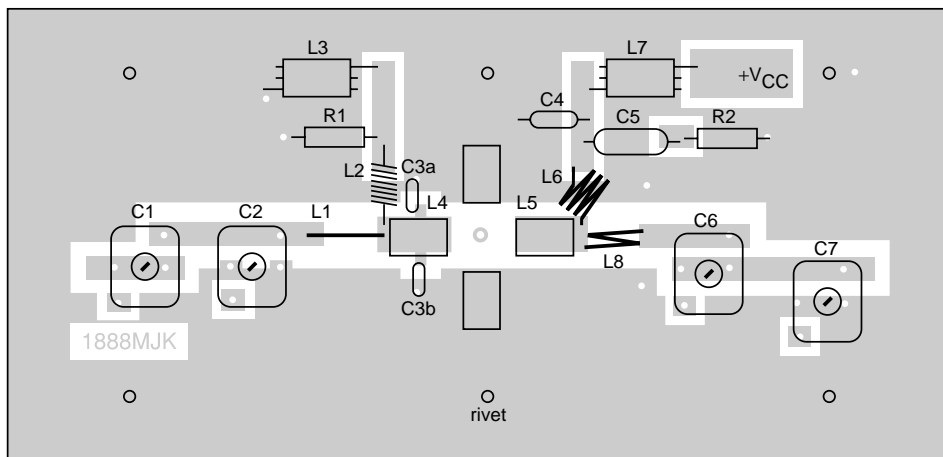 L3
L7
+VCC
C4
R1
C5
R2
L2
C3a
L6
L4
L5
C1
C2
L1
C6
L8
C7
C3b
1888MJK
rivet